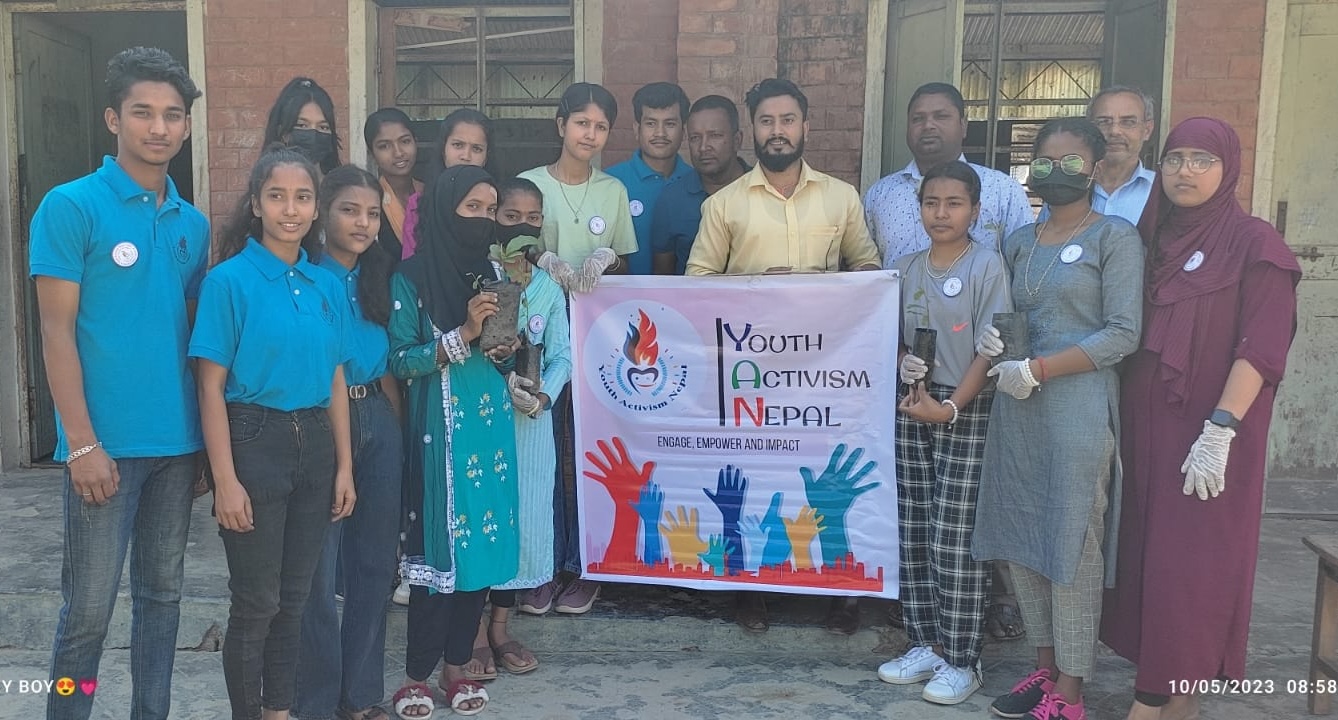 Youth Activism Nepal
YOUTH
ACTIVISM
NEPAL
ENGAGE, EMPOWER AND IMPACT
Y BOY😍💗
10/05/2023 08:58